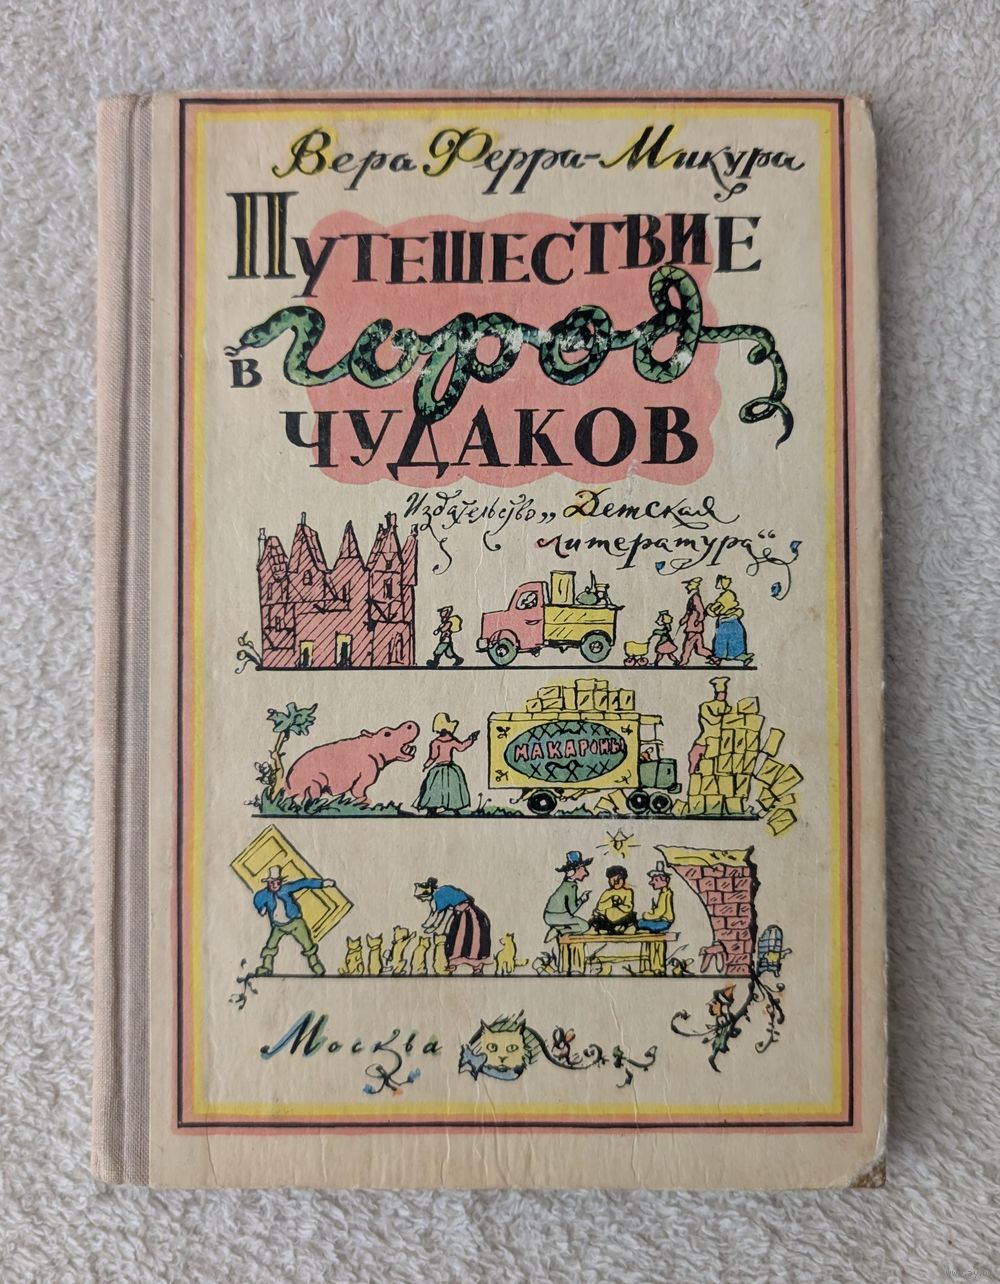 Вера Ферра-Микура
Путешествие
в город
чудаков
Издательство „Детская
литература“
МАКАРОНЫ
Москва